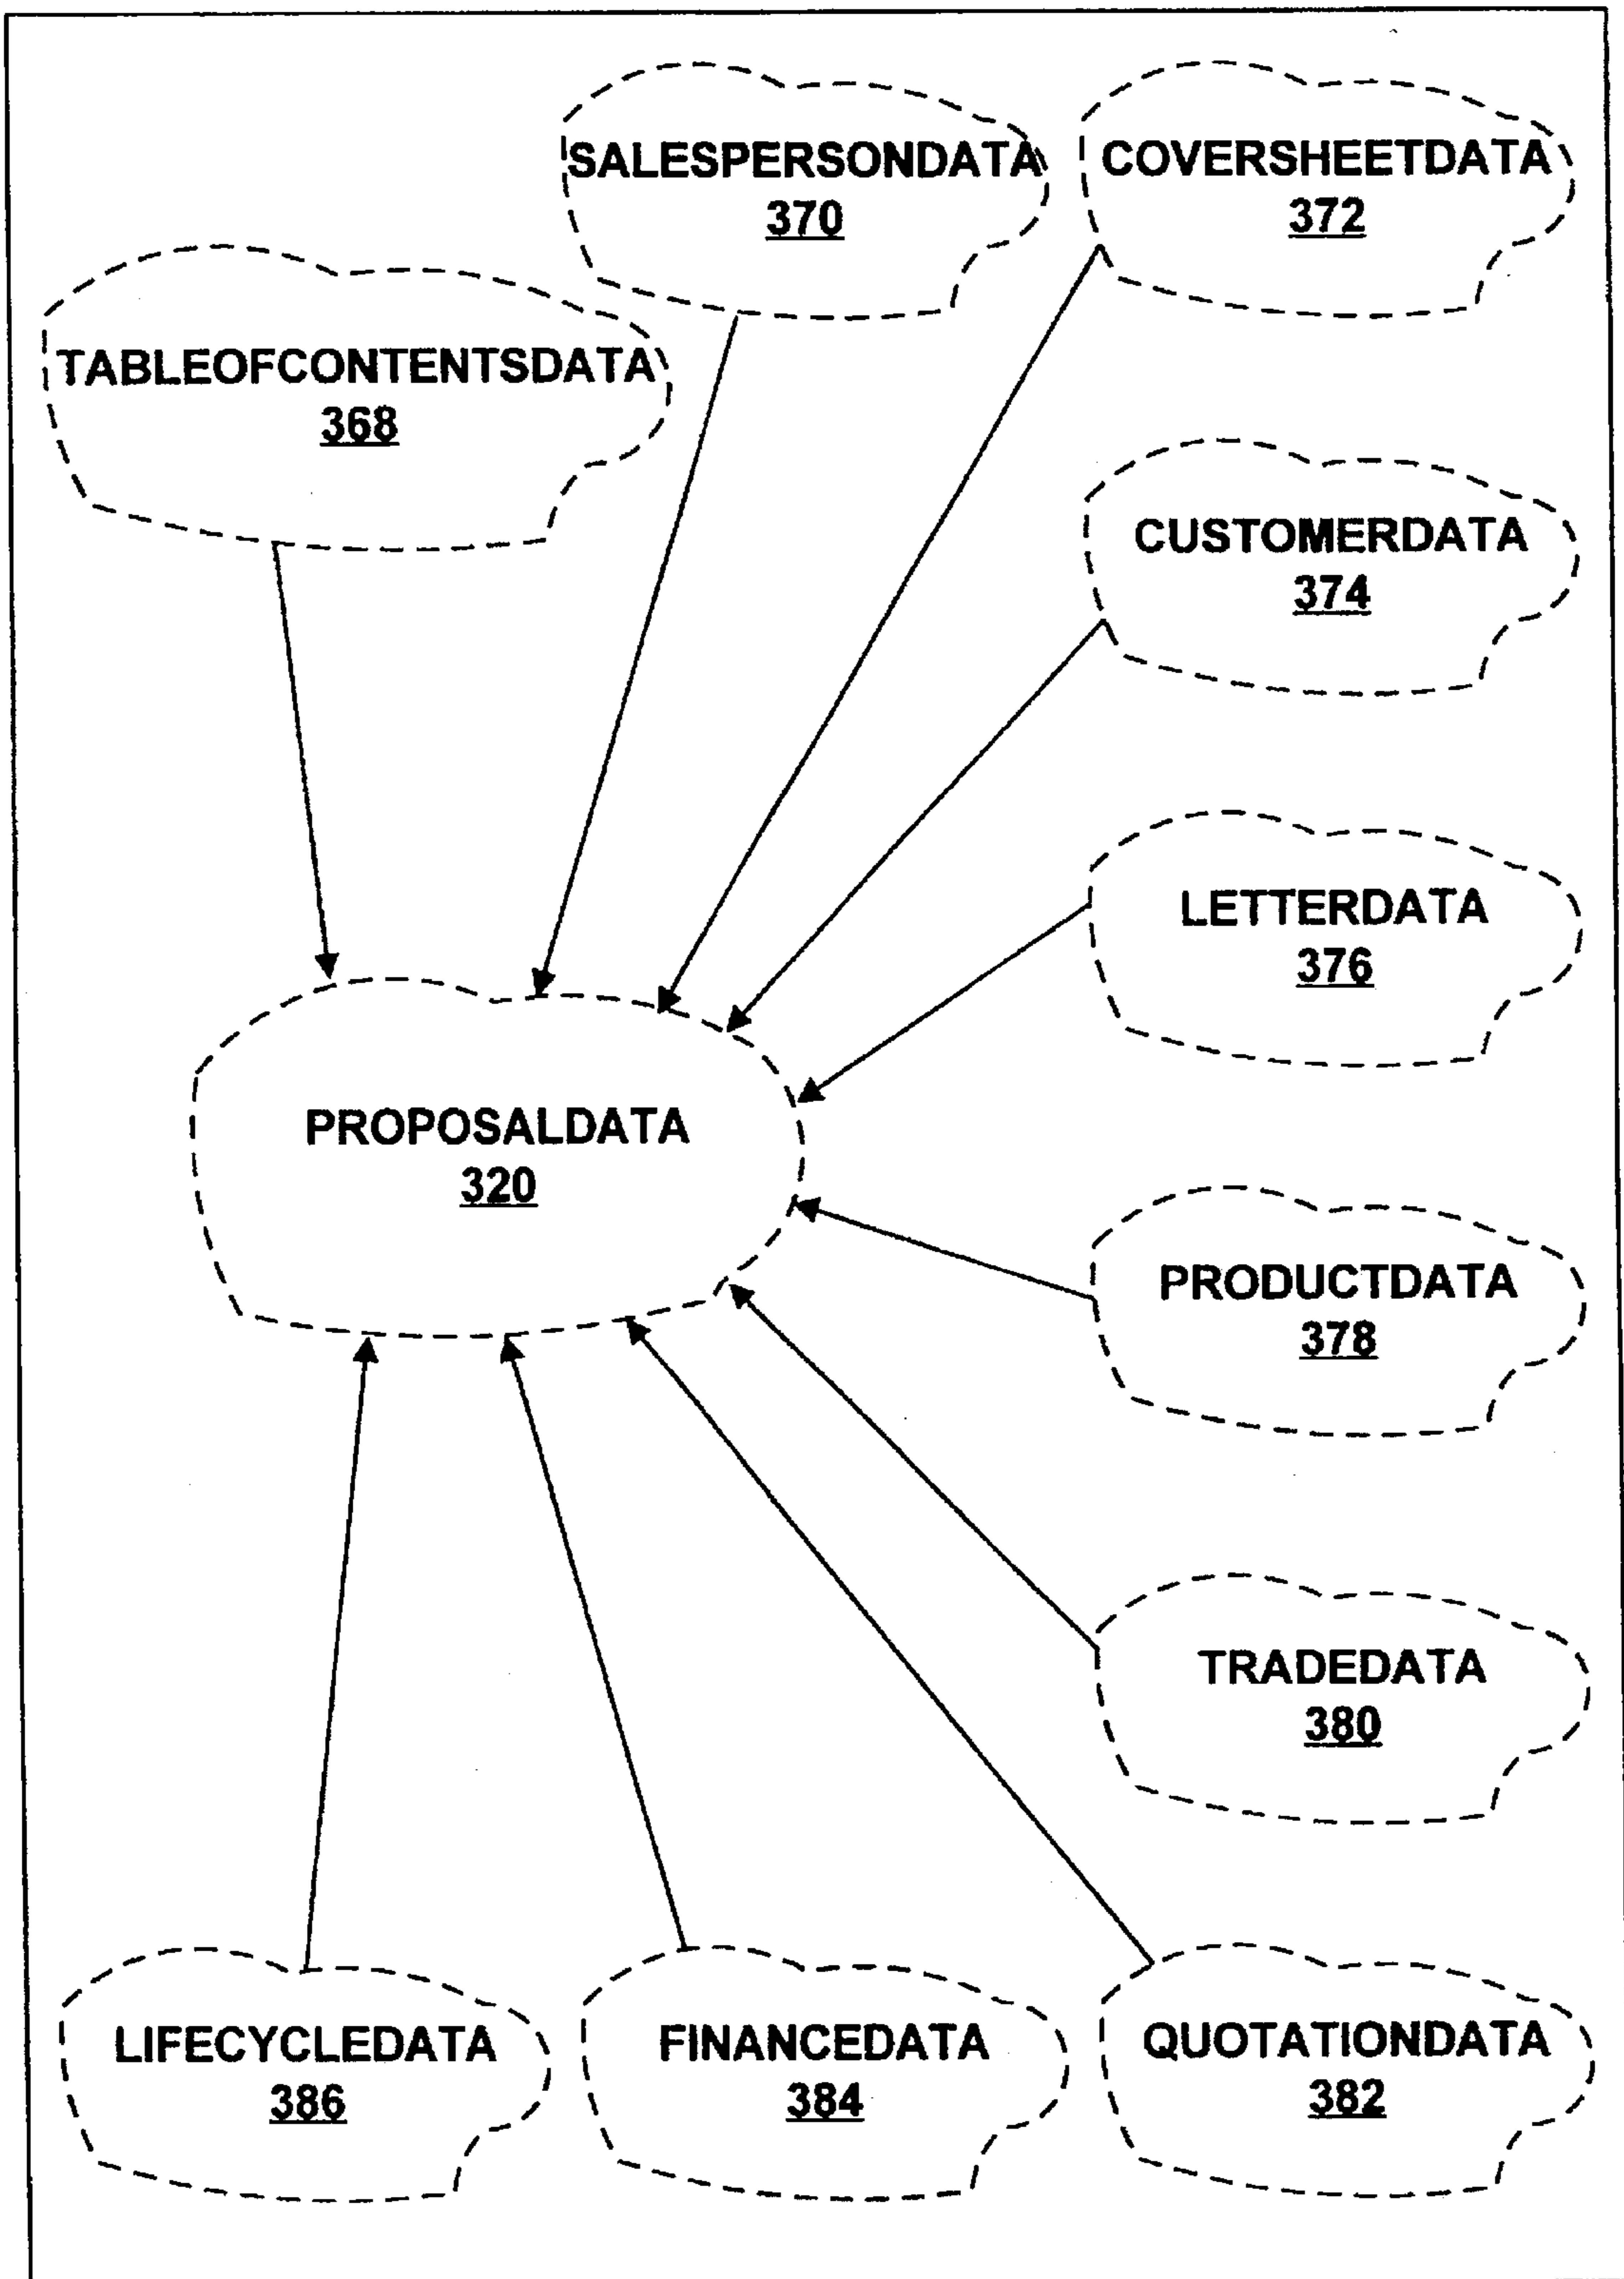 SALESPERSONDATA
370
COVERSHEETDATA
372
TABLEOFCONTENTSDATA
368
CUSTOMERDATA
374
LETTERDATA
376
PROPOSALDATA
320
PRODUCTDATA
378
TRADEDATA
380
LIFECYCLEDATA
386
FINANCEDATA
384
QUOTATIONDATA
382